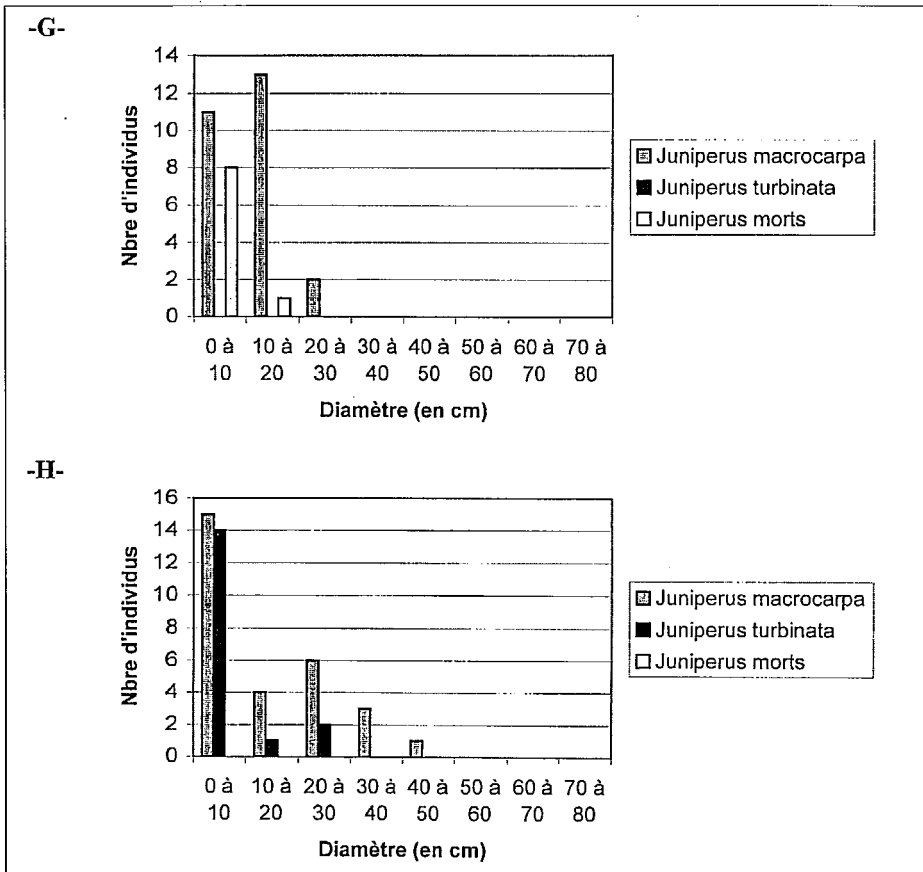 -G-
14
12
10
8
6
4
2
0
Nbre d'individus
0 à 10
10 à 20
20 à 30
30 à 40
40 à 50
50 à 60
60 à 70
70 à 80
Diamètre (en cm)
Juniperus macrocarpa
Juniperus turbinata
Juniperus morts
-H-
16
14
12
10
8
6
4
2
0
Nbre d'individus
0 à 10
10 à 20
20 à 30
30 à 40
40 à 50
50 à 60
60 à 70
70 à 80
Diamètre (en cm)
Juniperus macrocarpa
Juniperus turbinata
Juniperus morts